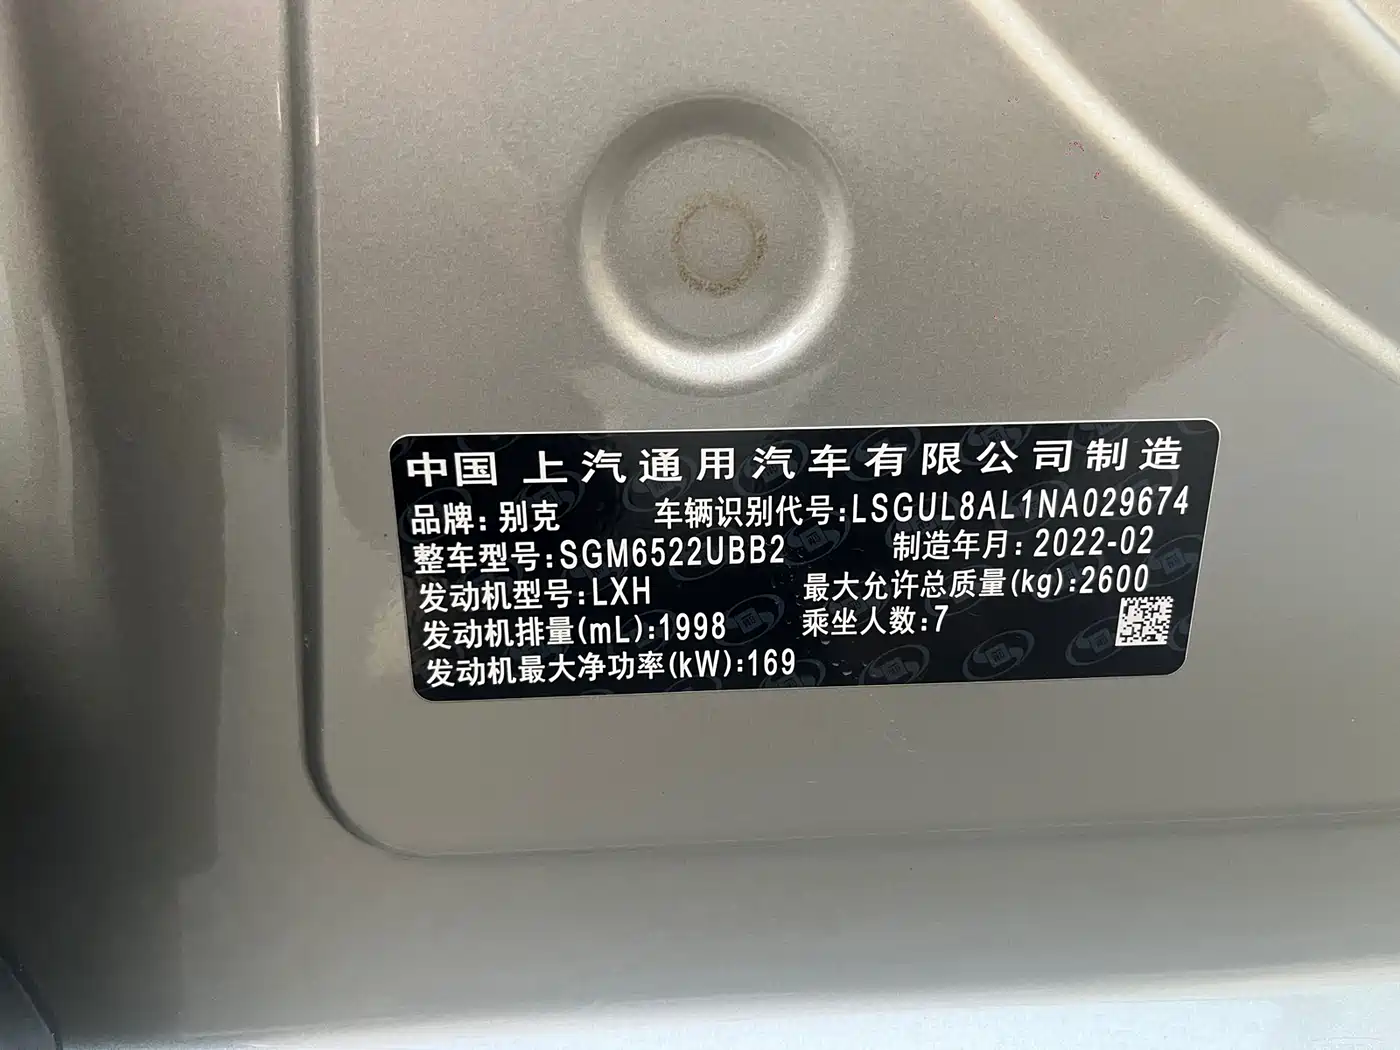 中国 上汽通用汽车有限公司制造
品牌: 别克 车辆识别代号:LSGUL8AL1NA029674
整车型号:SGM6522UBB2 制造年月: 2022-02
发动机型号:LXH 最大允许总质量(kg):2600
发动机排量(mL):1998 乘坐人数:7
发动机最大净功率(kW):169